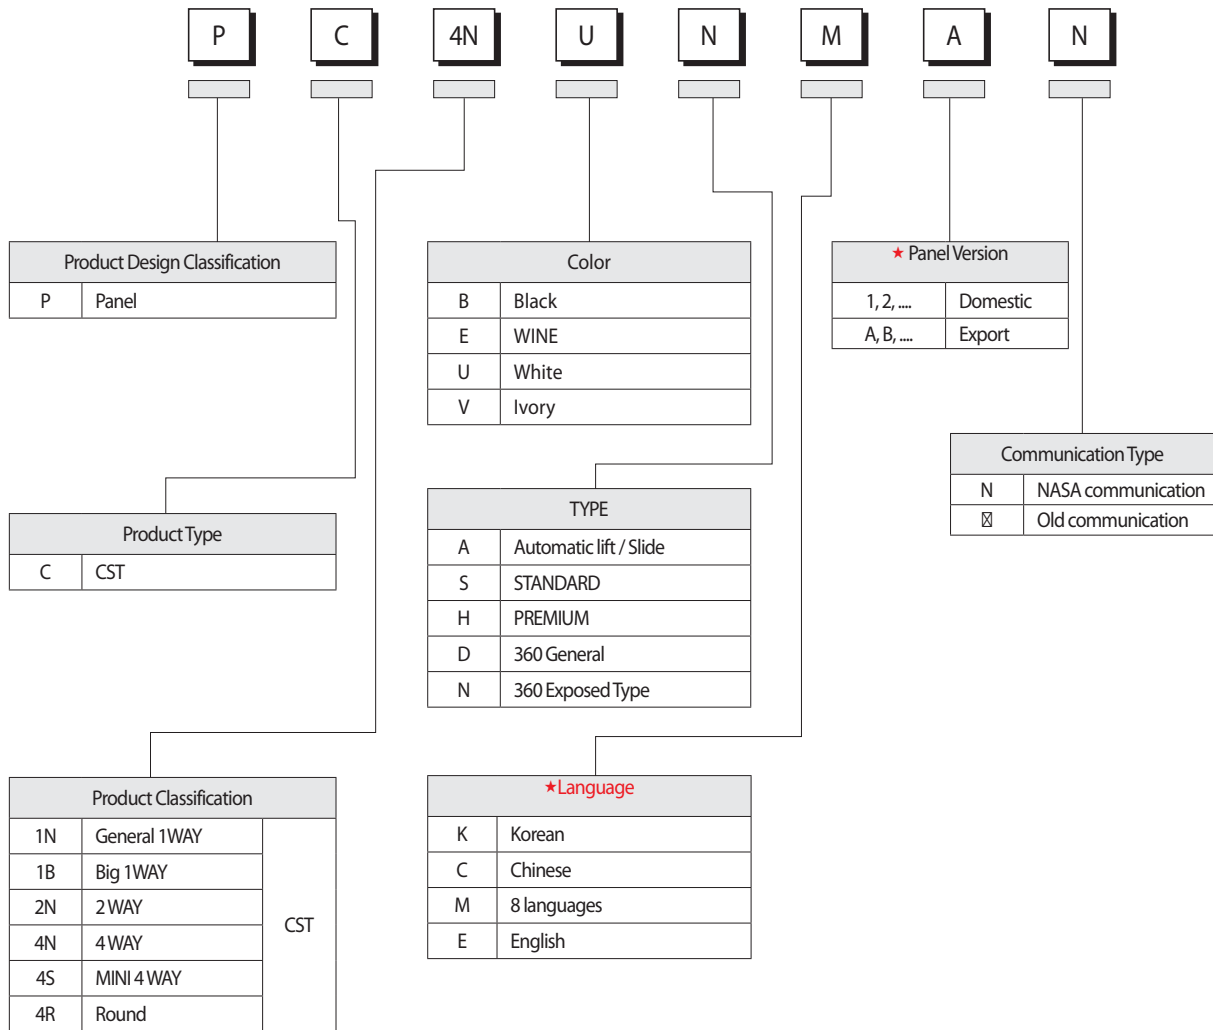 P C 4N U N M A N
Product Design Classification
P Panel
Color
B Black
E WINE
U White
V Ivory
★ Panel Version
1, 2, .... Domestic
A, B, .... Export
Communication Type
N NASA communication
☒ Old communication
Product Type
C CST
TYPE
A Automatic lift / Slide
S STANDARD
H PREMIUM
D 360 General
N 360 Exposed Type
Product Classification
1N General 1WAY
1B Big 1WAY
2N 2 WAY
4N 4 WAY
4S MINI 4 WAY
4R Round
CST
★Language
K Korean
C Chinese
M 8 languages
E English